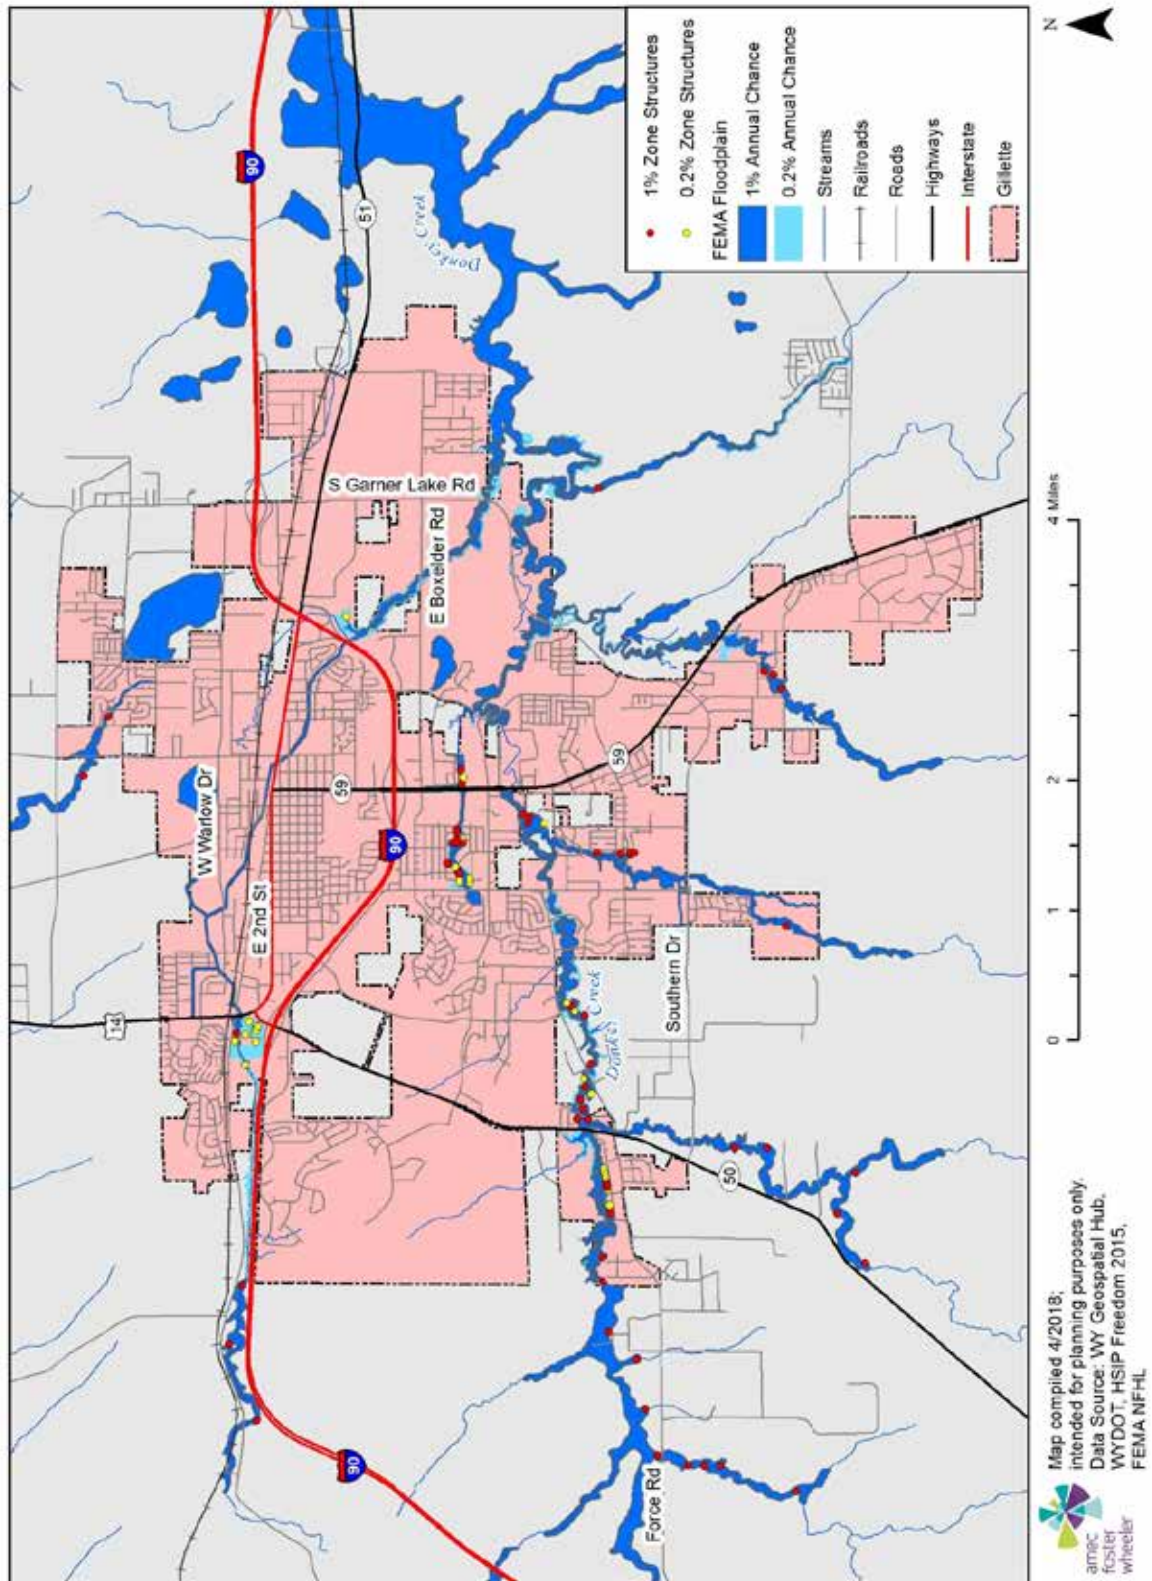 90
51
Donkey Creek
S Garner Lake Rd
E Boxelder Rd
W Warlow Dr
59
59
90
E 2nd St
14
Southern Dr
Donkey Creek
50
90
Force Rd
1% Zone Structures
0.2% Zone Structures
FEMA Floodplain
1% Annual Chance
0.2% Annual Chance
Streams
Railroads
Roads
Highways
Interstate
Gillette
N
0 1 2 4 Miles
amec
foster
wheeler
Map compiled 4/2018;
intended for planning purposes only.
Data Source: WY Geospatial Hub,
WYDOT, HSIP Freedom 2015,
FEMA NFHL